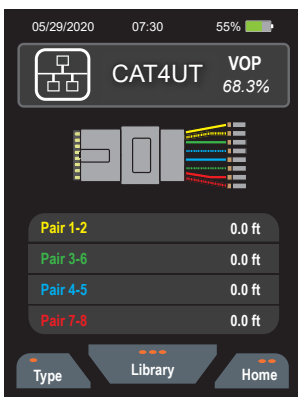 05/29/2020 07:30 55%
CAT4UT VOP
68.3%
Pair 1-2 0.0 ft
Pair 3-6 0.0 ft
Pair 4-5 0.0 ft
Pair 7-8 0.0 ft
Type Library Home